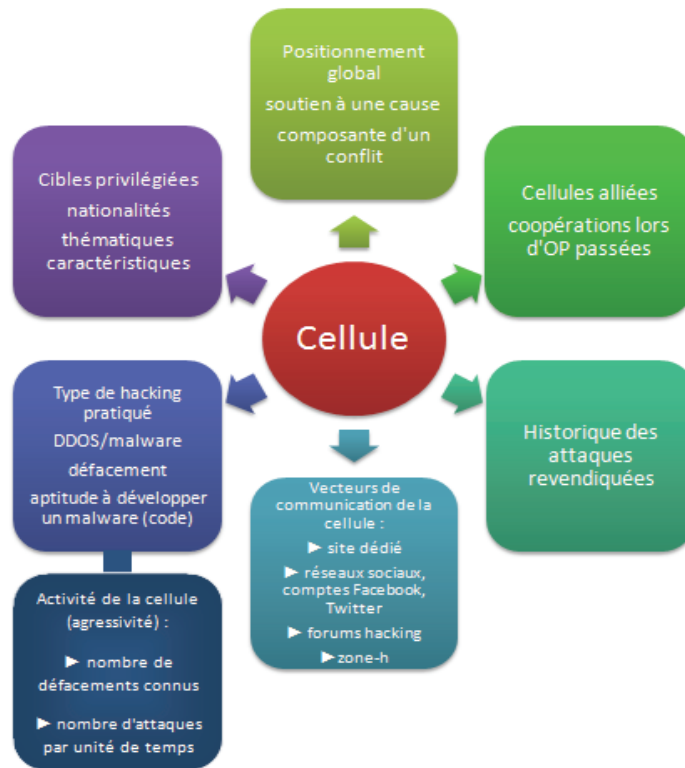 Positionnement
global
soutien à une cause
composante d'un
conflit
Cibles privilégiées
nationalités
thématiques
caractéristiques
Cellules alliées
coopérations lors
d'OP passées
Cellule
Type de hacking
pratiqué
DDOS/malware
défacement
aptitude à développer
un malware (code)
Historique des
attaques
revendiquées
Vecteurs de
communication de la
cellule :
► site dédié
► réseaux sociaux,
comptes Facebook,
Twitter
► forums hacking
►zone-h
Activité de la cellule
(agressivité) :
► nombre de
défacements connus
► nombre d'attaques
par unité de temps